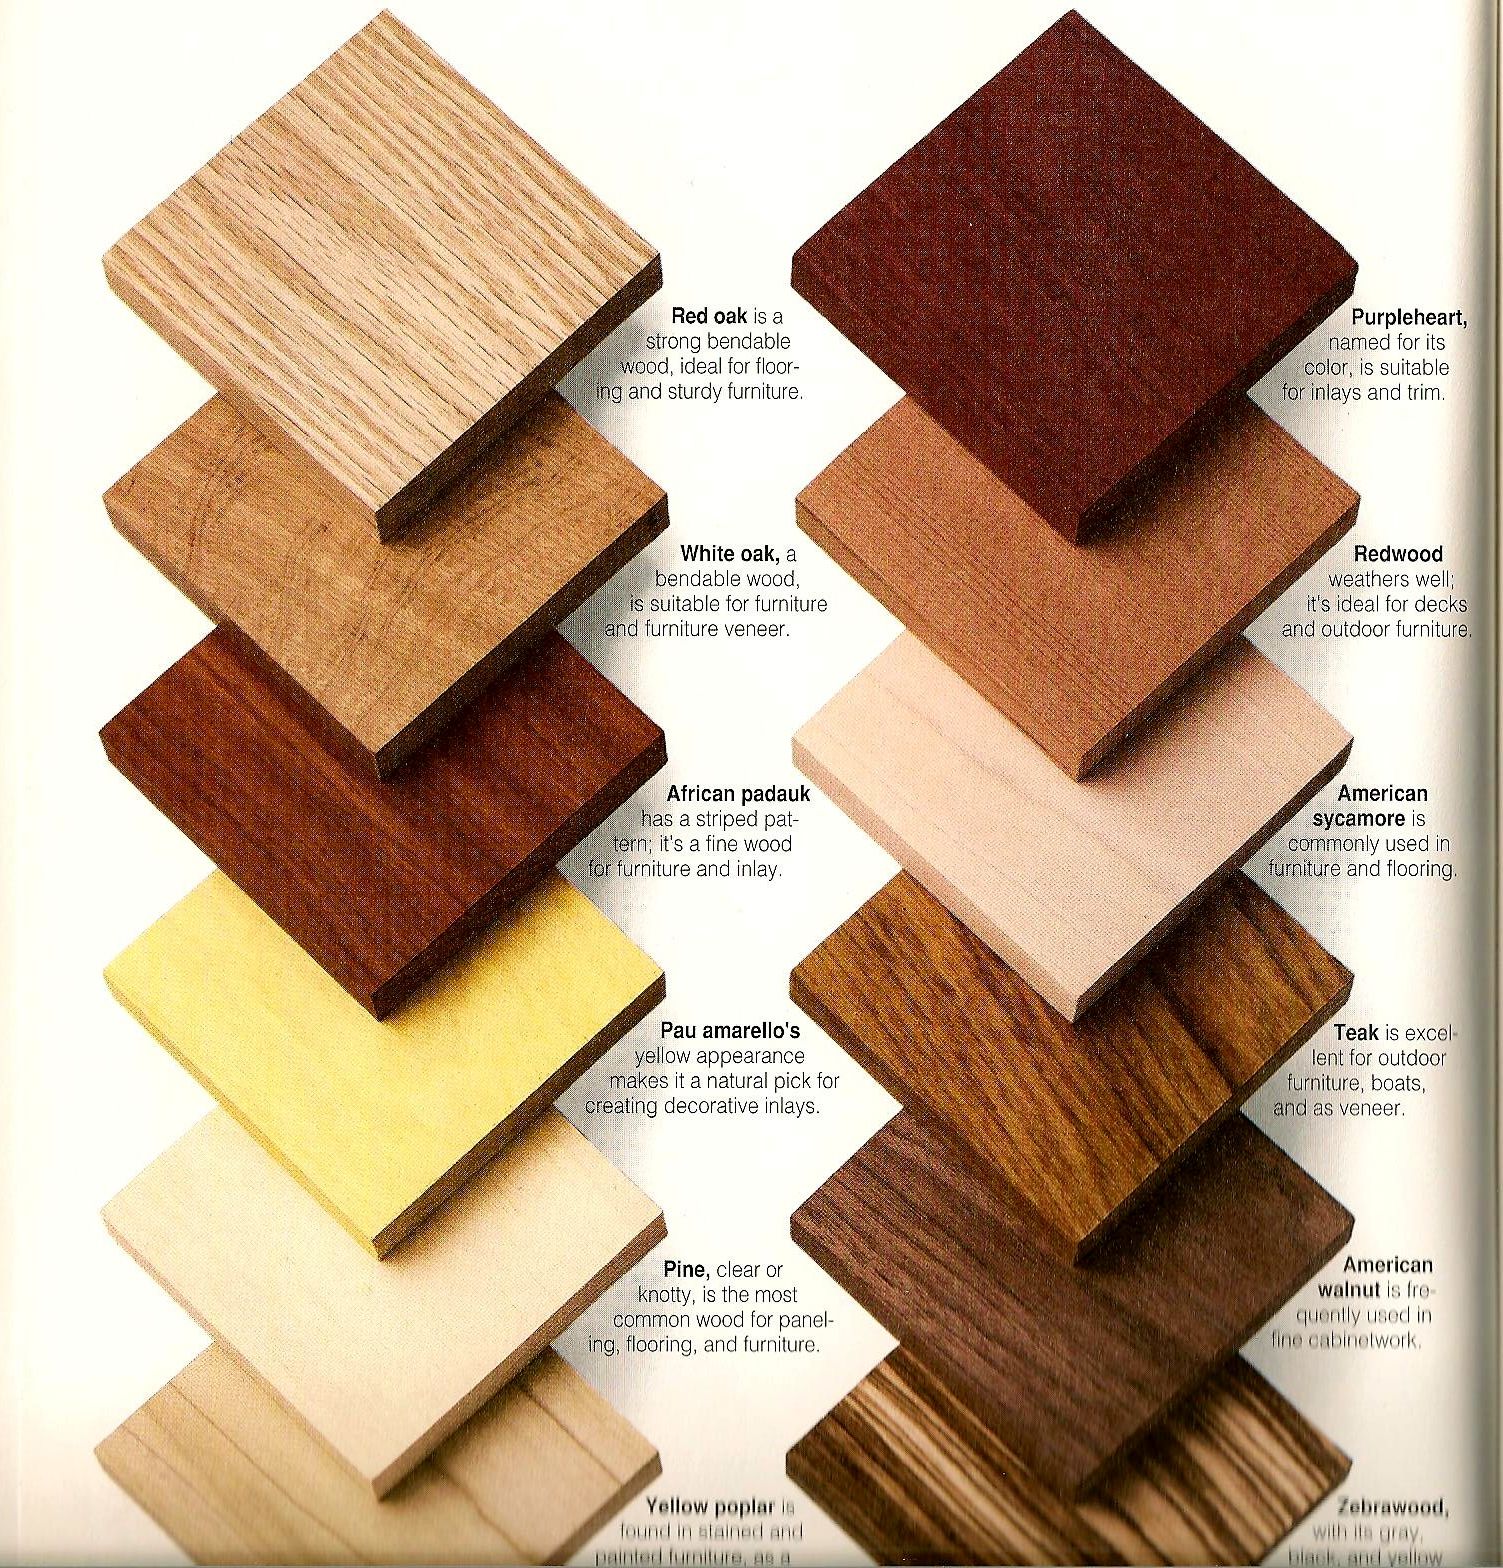 Red oak is a
strong bendable
wood, ideal for floor-
ing and sturdy furniture.
White oak, a
bendable wood,
is suitable for furniture
and furniture veneer.
African padauk
has a striped pat-
tern; it's a fine wood
for furniture and inlay.
Pau amarello's
yellow appearance
makes it a natural pick for
creating decorative inlays.
Pine, clear or
knotty, is the most
common wood for panel-
ing, flooring, and furniture.
Yellow poplar is
found in stained and
painted furniture, as a
Purpleheart,
named for its
color, is suitable
for inlays and trim.
Redwood
weathers well;
it's ideal for decks
and outdoor furniture.
American
sycamore is
commonly used in
furniture and flooring.
Teak is excel-
lent for outdoor
furniture, boats,
and as veneer.
American
walnut is fre-
quently used in
fine cabinetwork.
Zebrawood,
with its gray,
black, and yellow